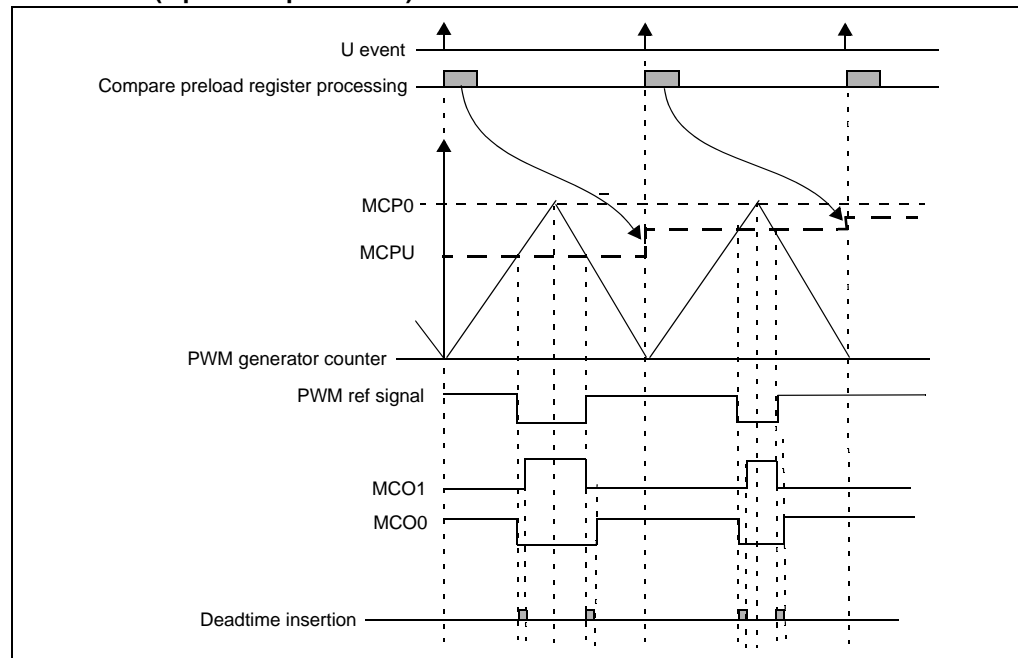 U event
Compare preload register processing
MCP0
MCPU
PWM generator counter
PWM ref signal
MCO1
MCO0
Deadtime insertion